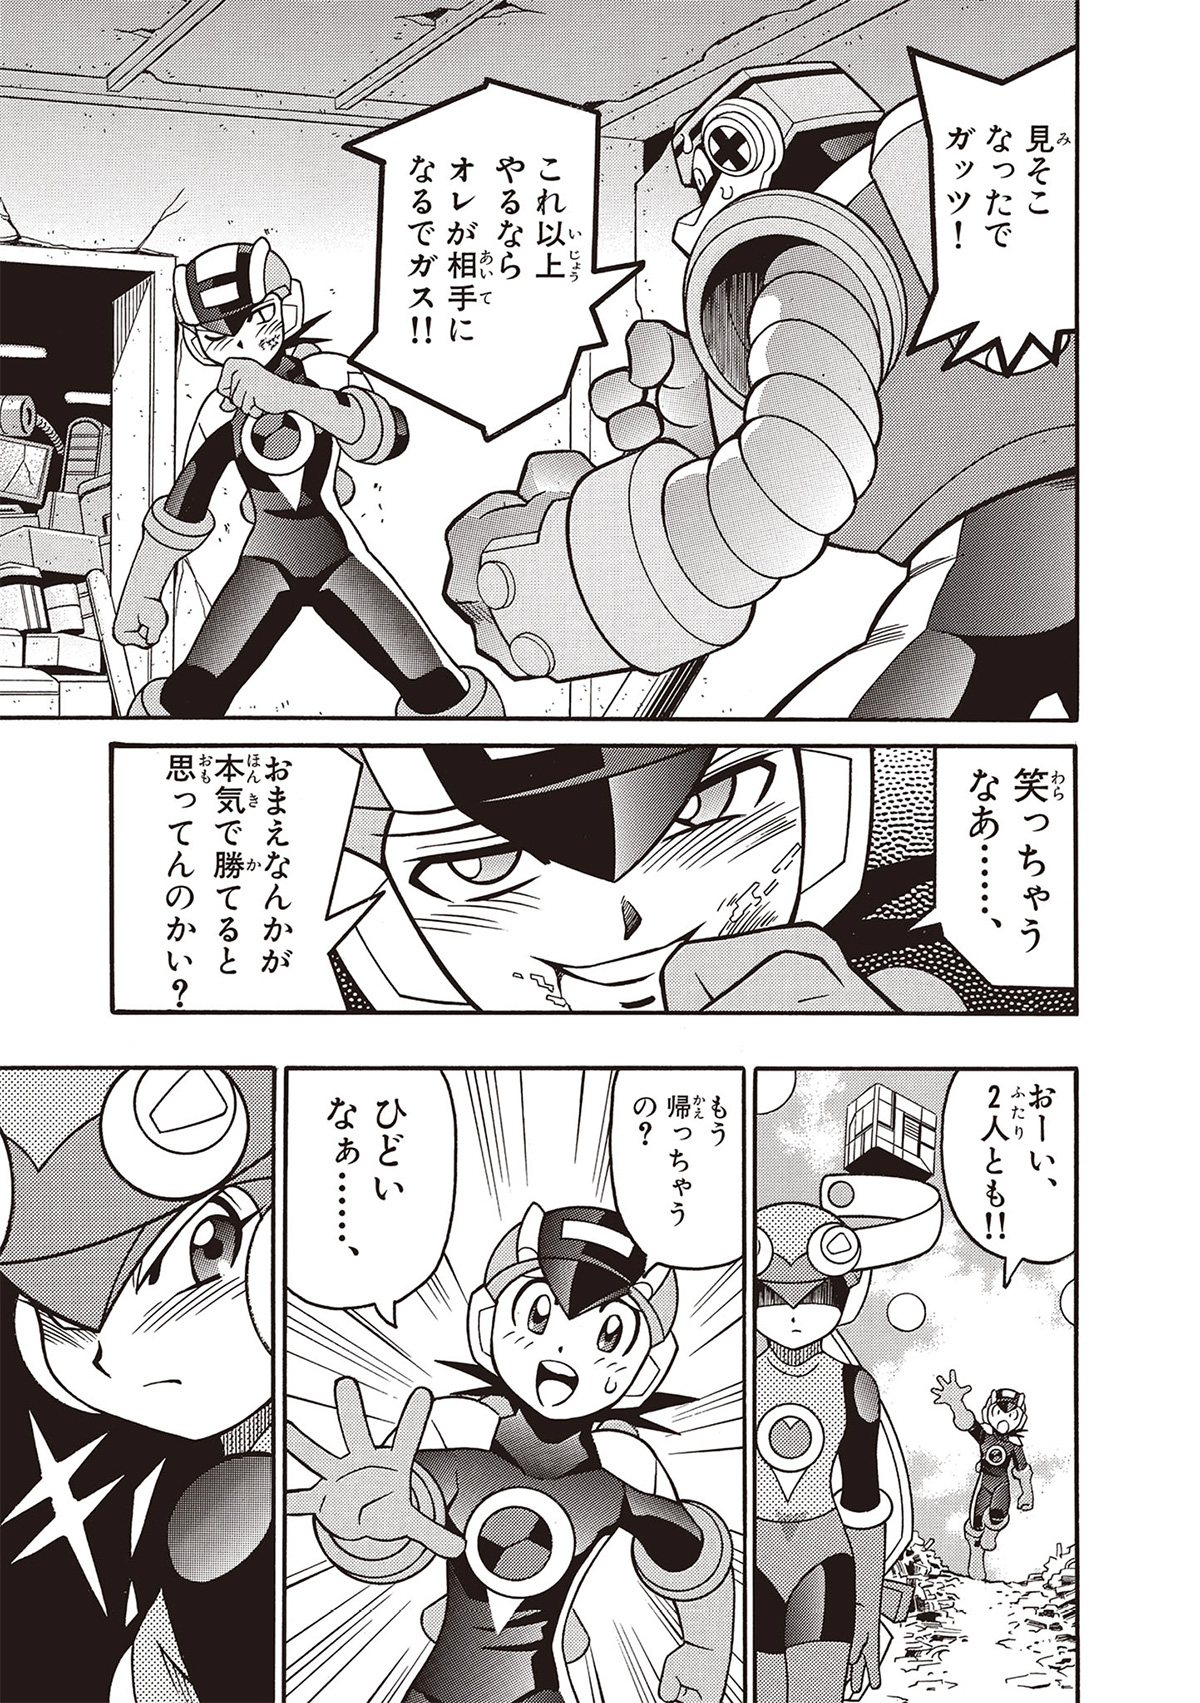 見そこ
なったで
ガッツ！
これ以上
やるなら
オレが相手に
なるでガス!!
笑っちゃう
なあ……、
おまえなんかが
本気で勝てると
思ってんのかい？
おーい、
2人とも!!
もう
帰っちゃう
の？
ひどい
なぁ……、